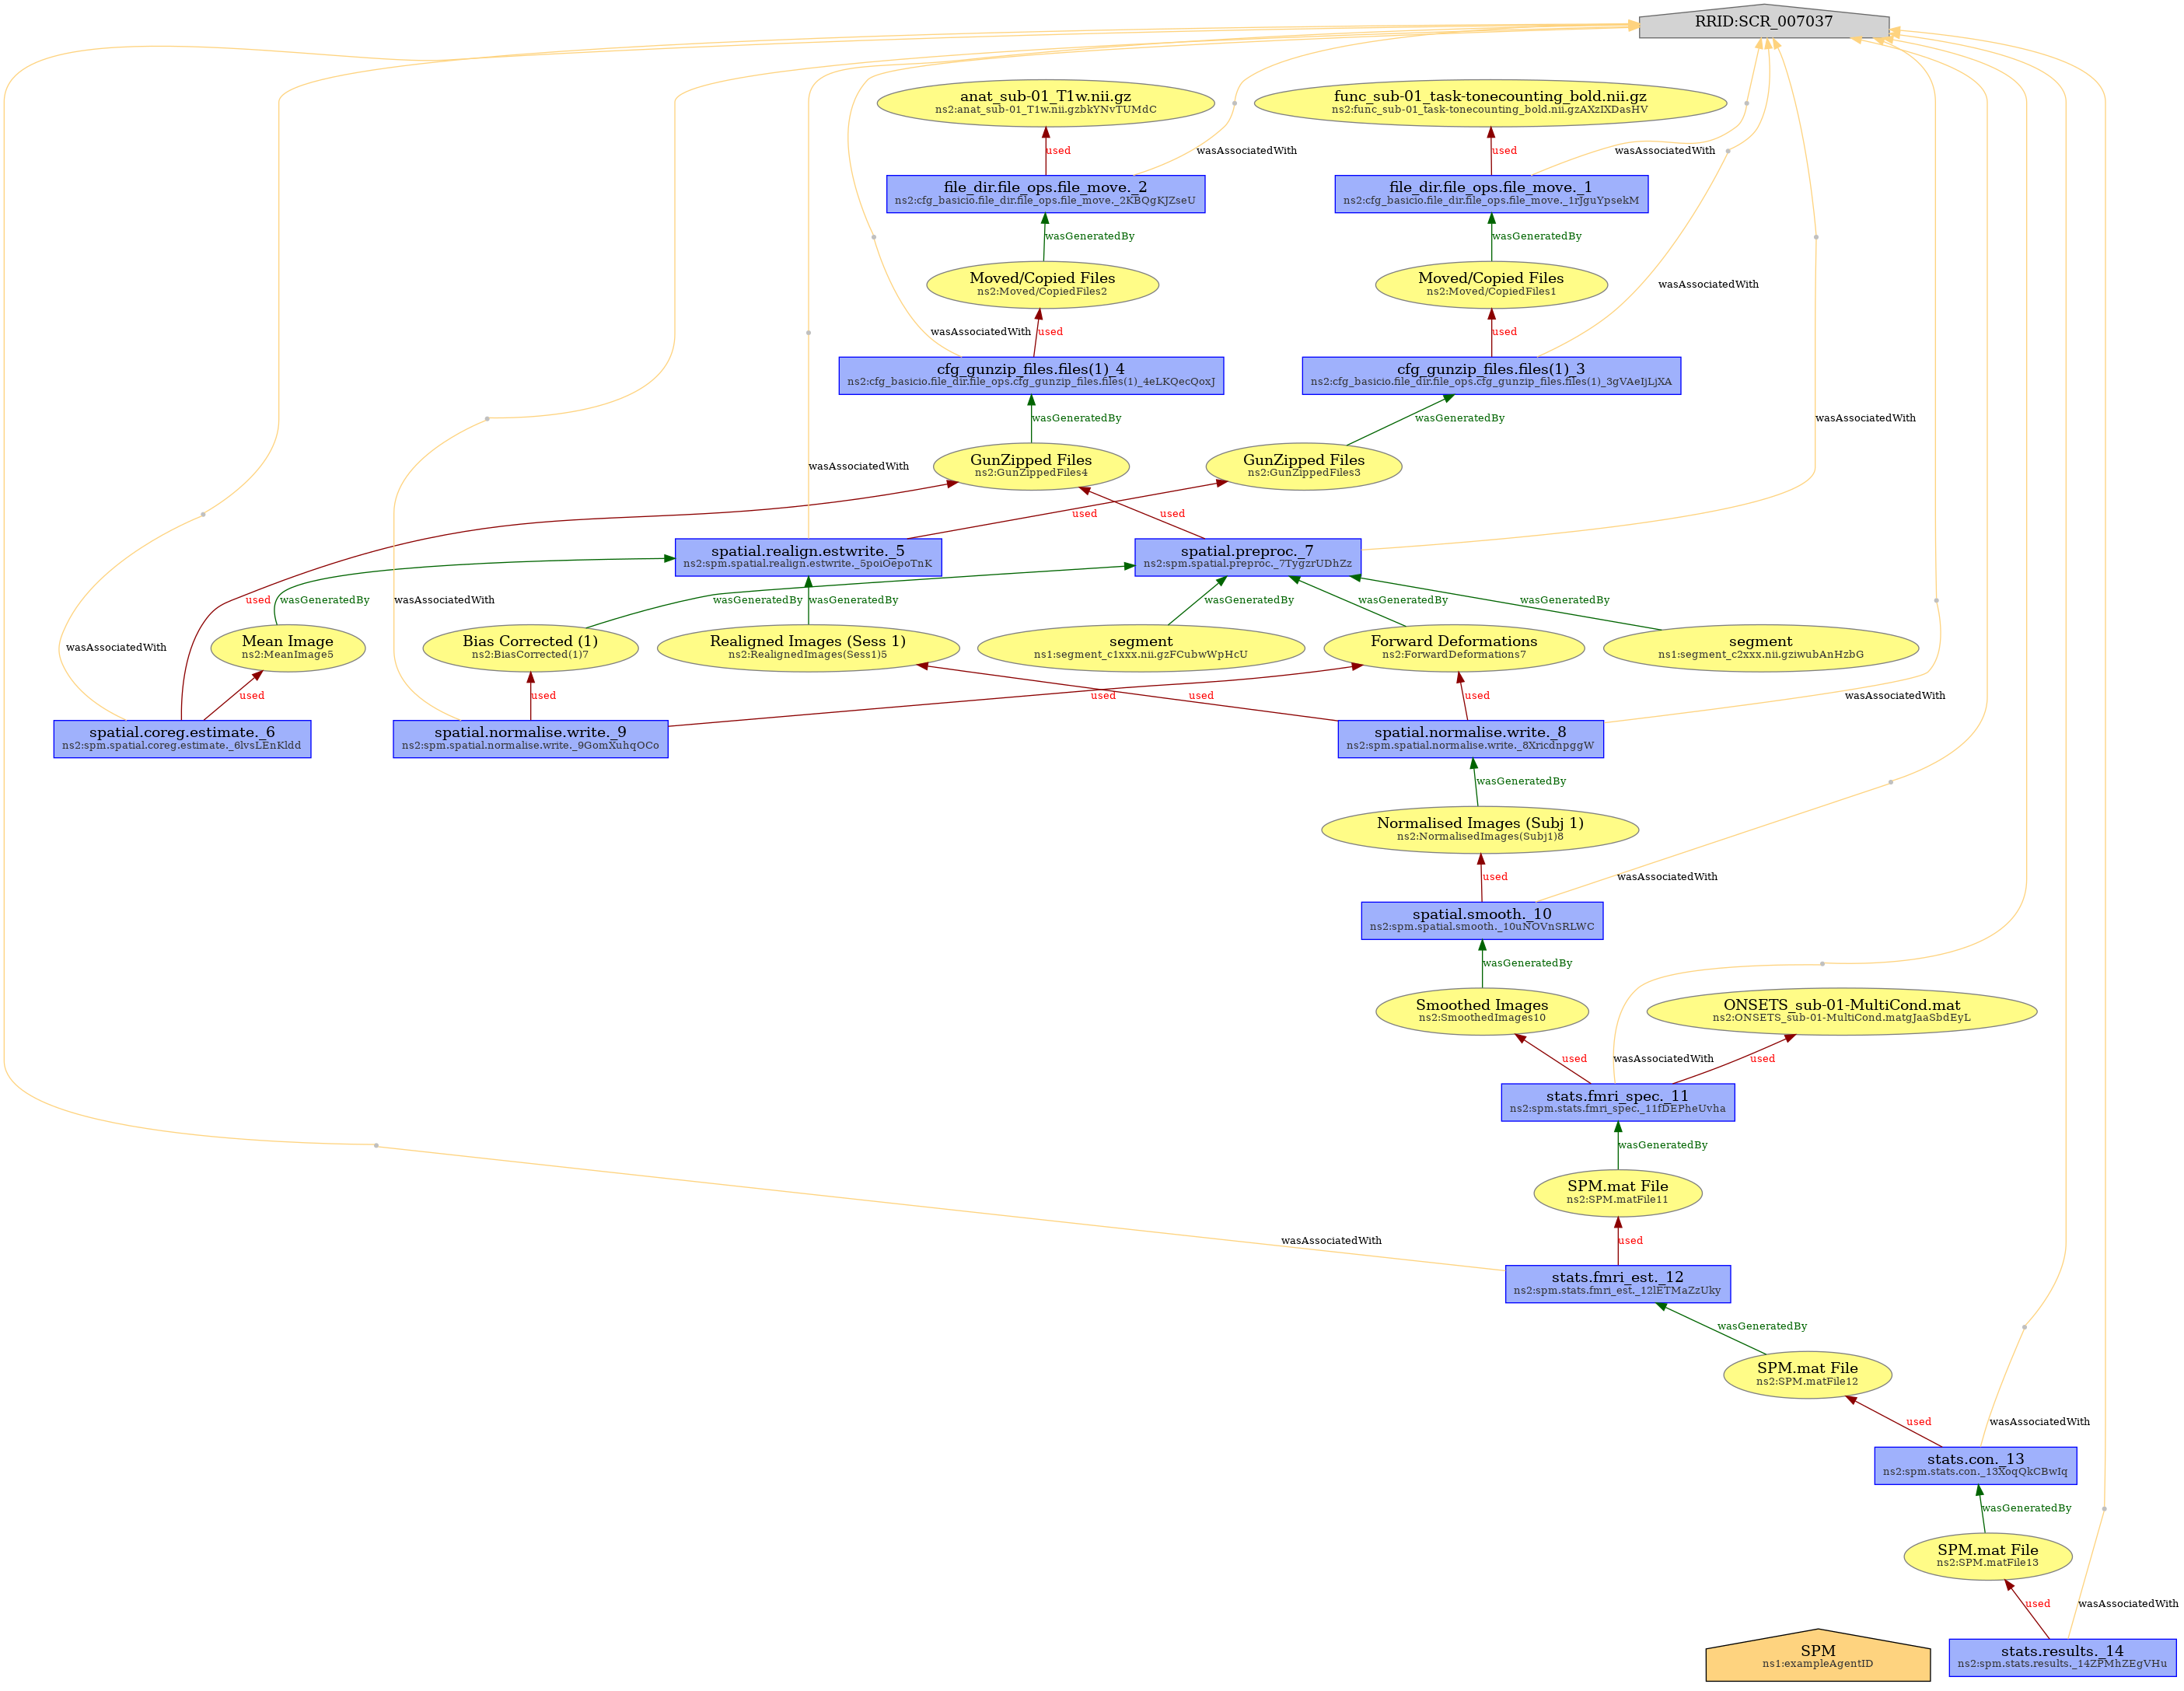 RRID:SCR_007037
anat_sub-01_T1w.nii.gz
ns2:anat_sub-01_T1w.nii.gzbkYNvTUMdC
func_sub-01_task-tonecounting_bold.nii.gz
ns2:func_sub-01_task-tonecounting_bold.nii.gzAXzIXDasHV
used
wasAssociatedWith
used
wasAssociatedWith
file_dir.file_ops.file_move._2
ns2:cfg_basicio.file_dir.file_ops.file_move._2KBQgKJZseU
file_dir.file_ops.file_move._1
ns2:cfg_basicio.file_dir.file_ops.file_move._1rJguYpsekM
wasGeneratedBy
wasGeneratedBy
Moved/Copied Files
ns2:Moved/CopiedFiles2
Moved/Copied Files
ns2:Moved/CopiedFiles1
wasAssociatedWith
wasAssociatedWith
used
used
cfg_gunzip_files.files(1)_4
ns2:cfg_basicio.file_dir.file_ops.cfg_gunzip_files.files(1)_4eLKQecQoxJ
cfg_gunzip_files.files(1)_3
ns2:cfg_basicio.file_dir.file_ops.cfg_gunzip_files.files(1)_3gVAeIjLjXA
wasGeneratedBy
wasGeneratedBy
wasAssociatedWith
GunZipped Files
ns2:GunZippedFiles4
GunZipped Files
ns2:GunZippedFiles3
wasAssociatedWith
used
used
spatial.realign.estwrite._5
ns2:spm.spatial.realign.estwrite._5poiOepoTnK
spatial.preproc._7
ns2:spm.spatial.preproc._7TygzrUDhZz
used
wasGeneratedBy
wasAssociatedWith
wasGeneratedBy
wasGeneratedBy
wasGeneratedBy
wasGeneratedBy
wasGeneratedBy
wasAssociatedWith
Mean Image
ns2:MeanImage5
Bias Corrected (1)
ns2:BiasCorrected(1)7
Realigned Images (Sess 1)
ns2:RealignedImages(Sess1)5
segment
ns1:segment_c1xxx.nii.gzFCubwWpHcU
Forward Deformations
ns2:ForwardDeformations7
segment
ns1:segment_c2xxx.nii.gziwubAnHzbG
used
used
used
used
used
wasAssociatedWith
spatial.coreg.estimate._6
ns2:spm.spatial.coreg.estimate._6lvsLEnKldd
spatial.normalise.write._9
ns2:spm.spatial.normalise.write._9GomXuhqOCo
spatial.normalise.write._8
ns2:spm.spatial.normalise.write._8XricdnpggW
wasGeneratedBy
Normalised Images (Subj 1)
ns2:NormalisedImages(Subj1)8
used
wasAssociatedWith
spatial.smooth._10
ns2:spm.spatial.smooth._10uNOVnSRLWC
wasGeneratedBy
Smoothed Images
ns2:SmoothedImages10
ONSETS_sub-01-MultiCond.mat
ns2:ONSETS_sub-01-MultiCond.matgJaaSbdEyL
used
wasAssociatedWith
used
stats.fmri_spec._11
ns2:spm.stats.fmri_spec._11fDEPheUvha
wasGeneratedBy
SPM.mat File
ns2:SPM.matFile11
wasAssociatedWith
used
stats.fmri_est._12
ns2:spm.stats.fmri_est._12lETMaZzUky
wasGeneratedBy
SPM.mat File
ns2:SPM.matFile12
used
wasAssociatedWith
stats.con._13
ns2:spm.stats.con._13XoqQkCBwIq
wasGeneratedBy
SPM.mat File
ns2:SPM.matFile13
used
wasAssociatedWith
SPM
ns1:exampleAgentID
stats.results._14
ns2:spm.stats.results._14ZPMhZEgVHu